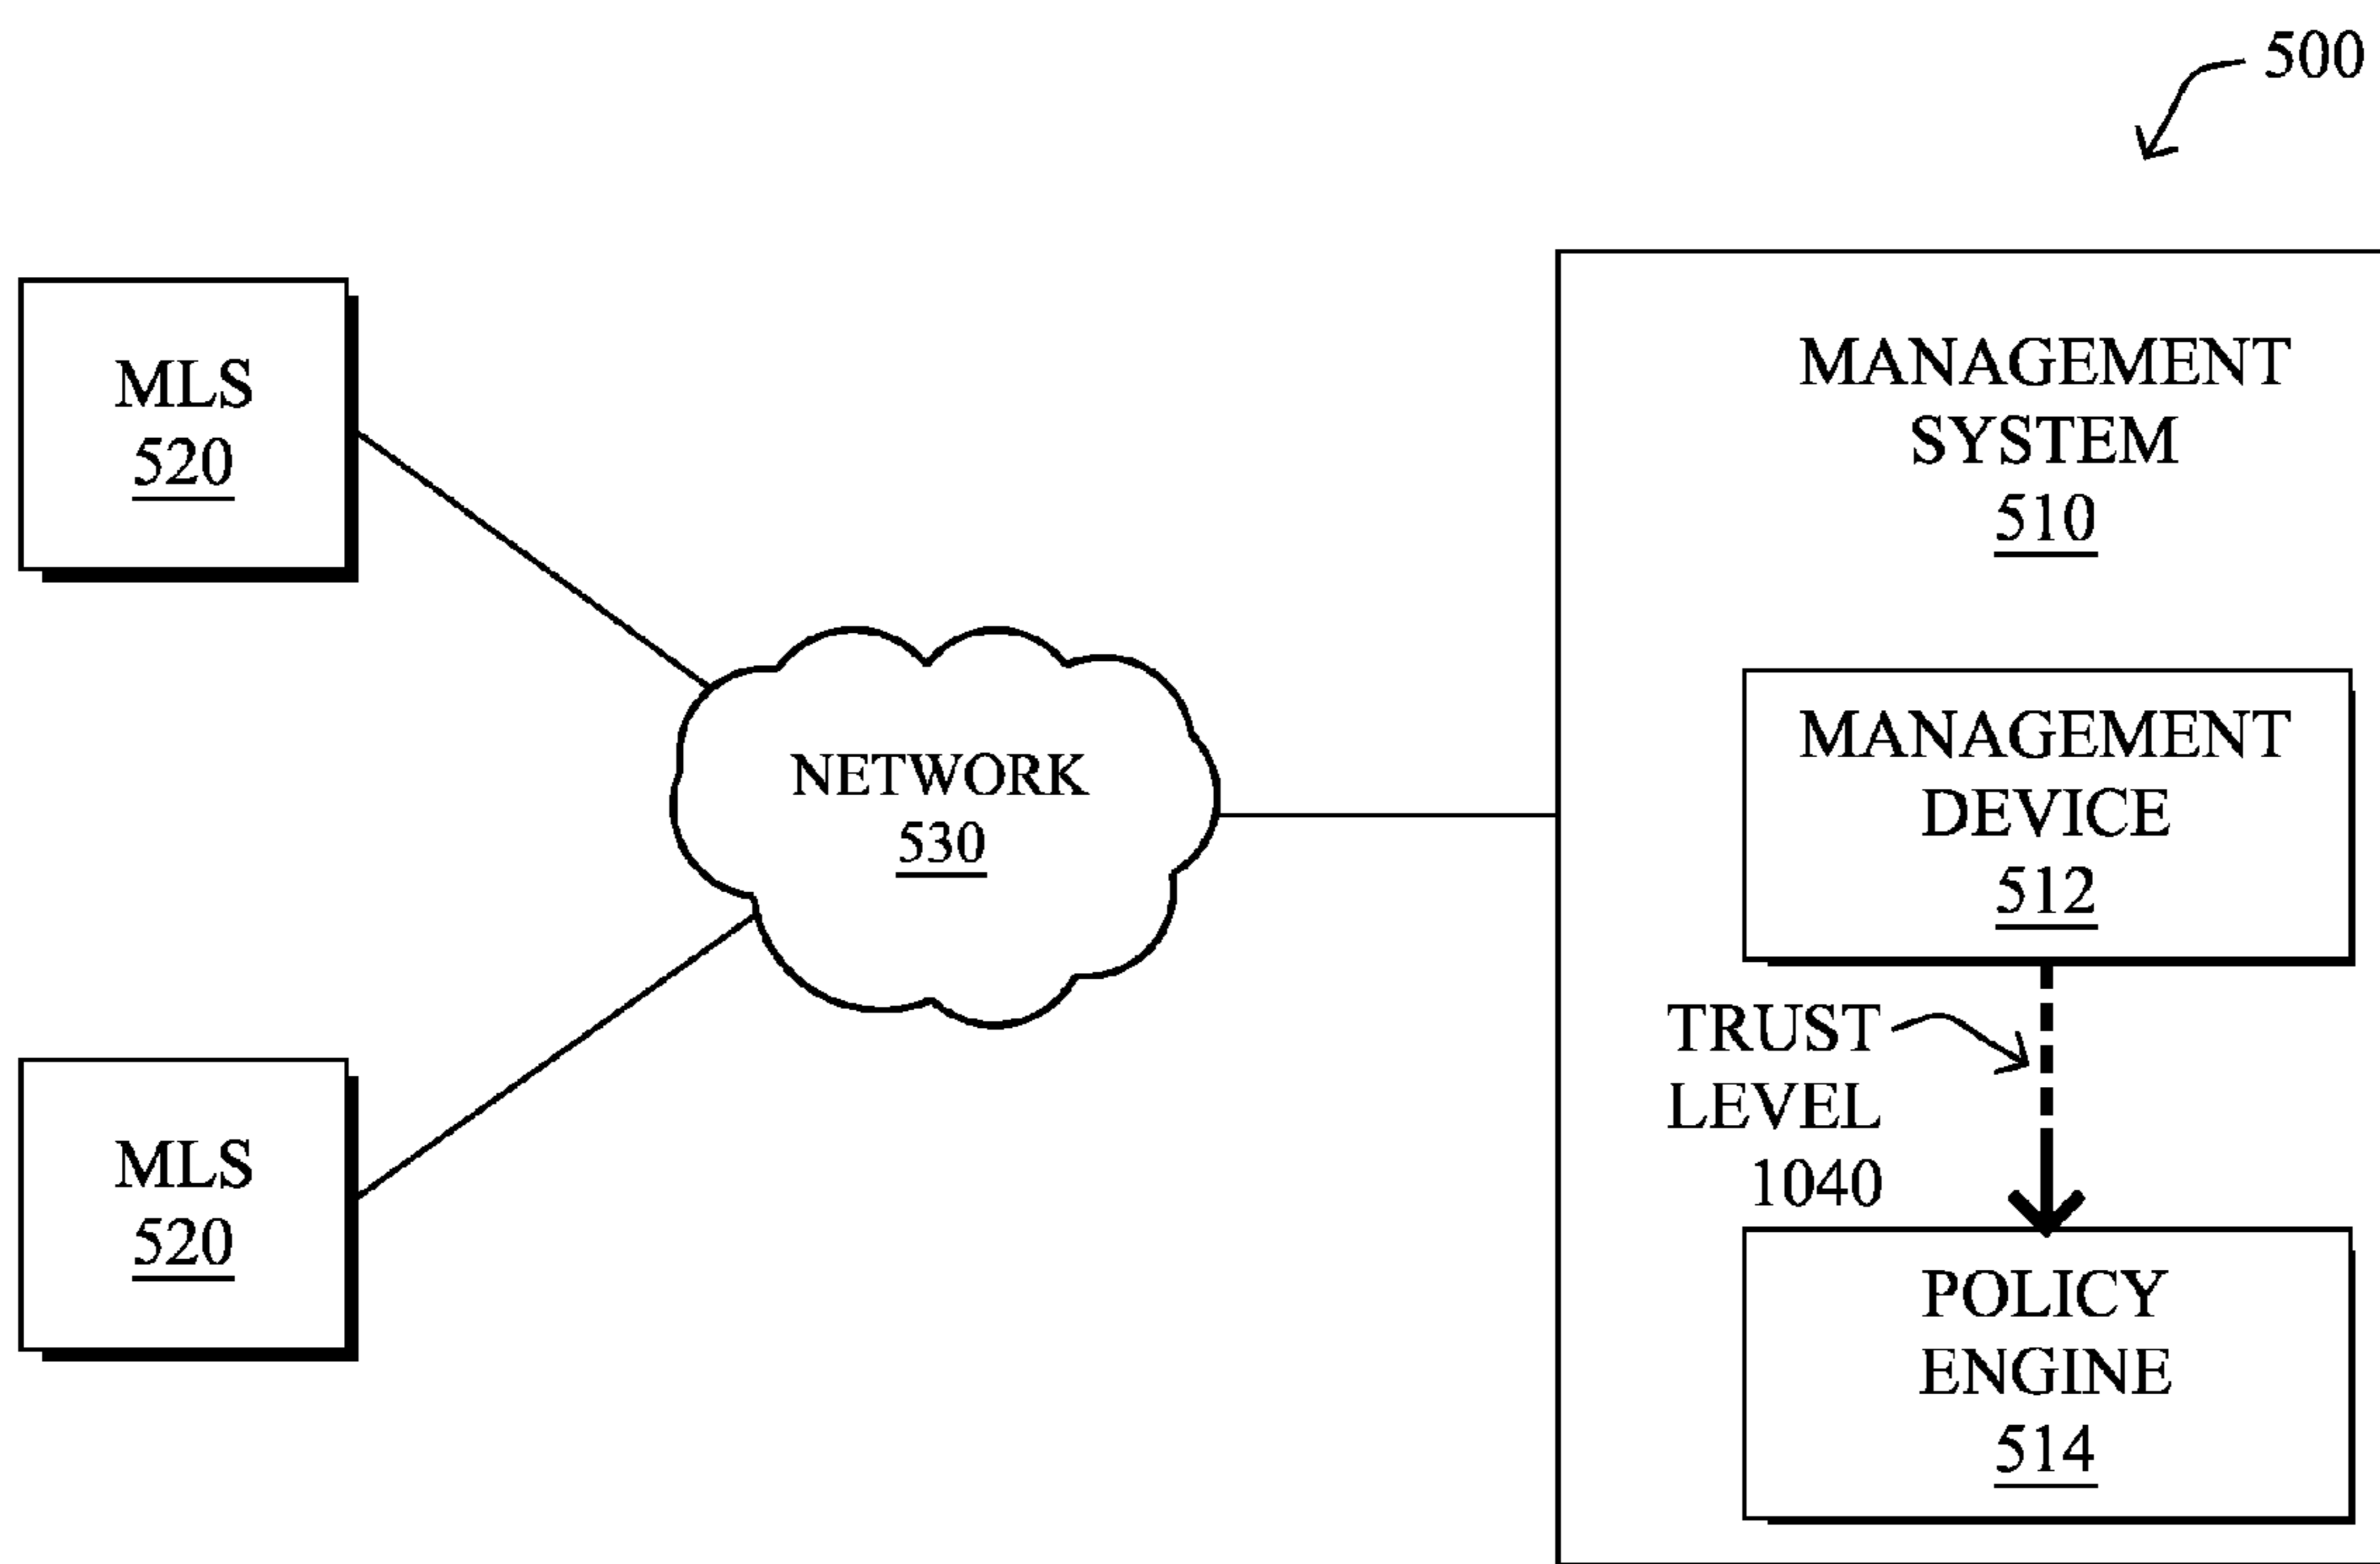 500
MLS
520
MANAGEMENT
SYSTEM
510
NETWORK
530
MANAGEMENT
DEVICE
512
TRUST
LEVEL
1040
MLS
520
POLICY
ENGINE
514